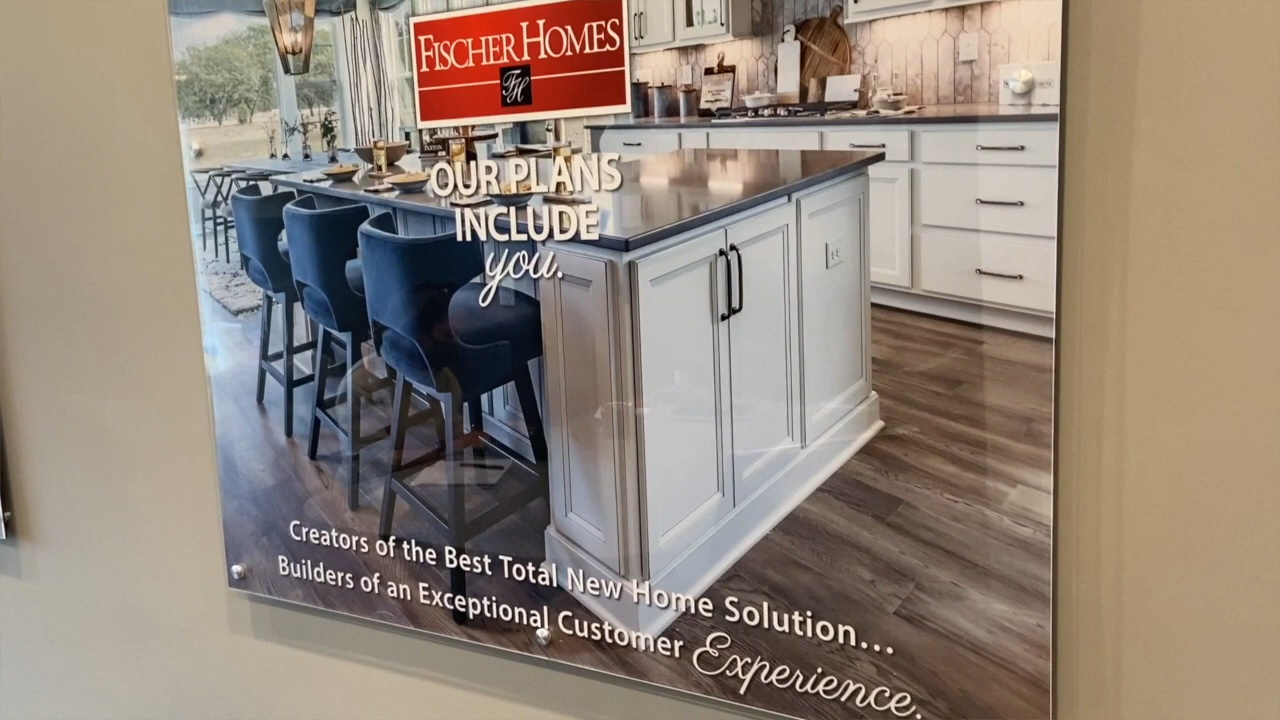 FISCHER HOMES
FH
OUR PLANS
INCLUDE
you.
Creators of the Best Total New Home Solution...
Builders of an Exceptional Customer Experience.